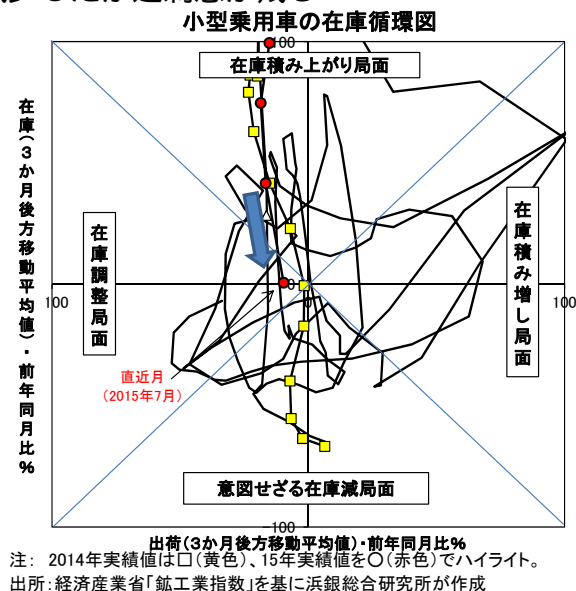 小型乗用車の在庫循環図
100
在庫積み上がり局面
在庫(3か月後方移動平均値)・前年同月比%
在庫調整局面
在庫積み増し局面
100
0
100
直近月
(2015年7月)
意図せざる在庫減局面
-100
出荷(3か月後方移動平均値)・前年同月比%
注: 2014年実績値は□(黄色)、15年実績値を○(赤色)でハイライト。
出所:経済産業省「鉱工業指数」を基に浜銀総合研究所が作成